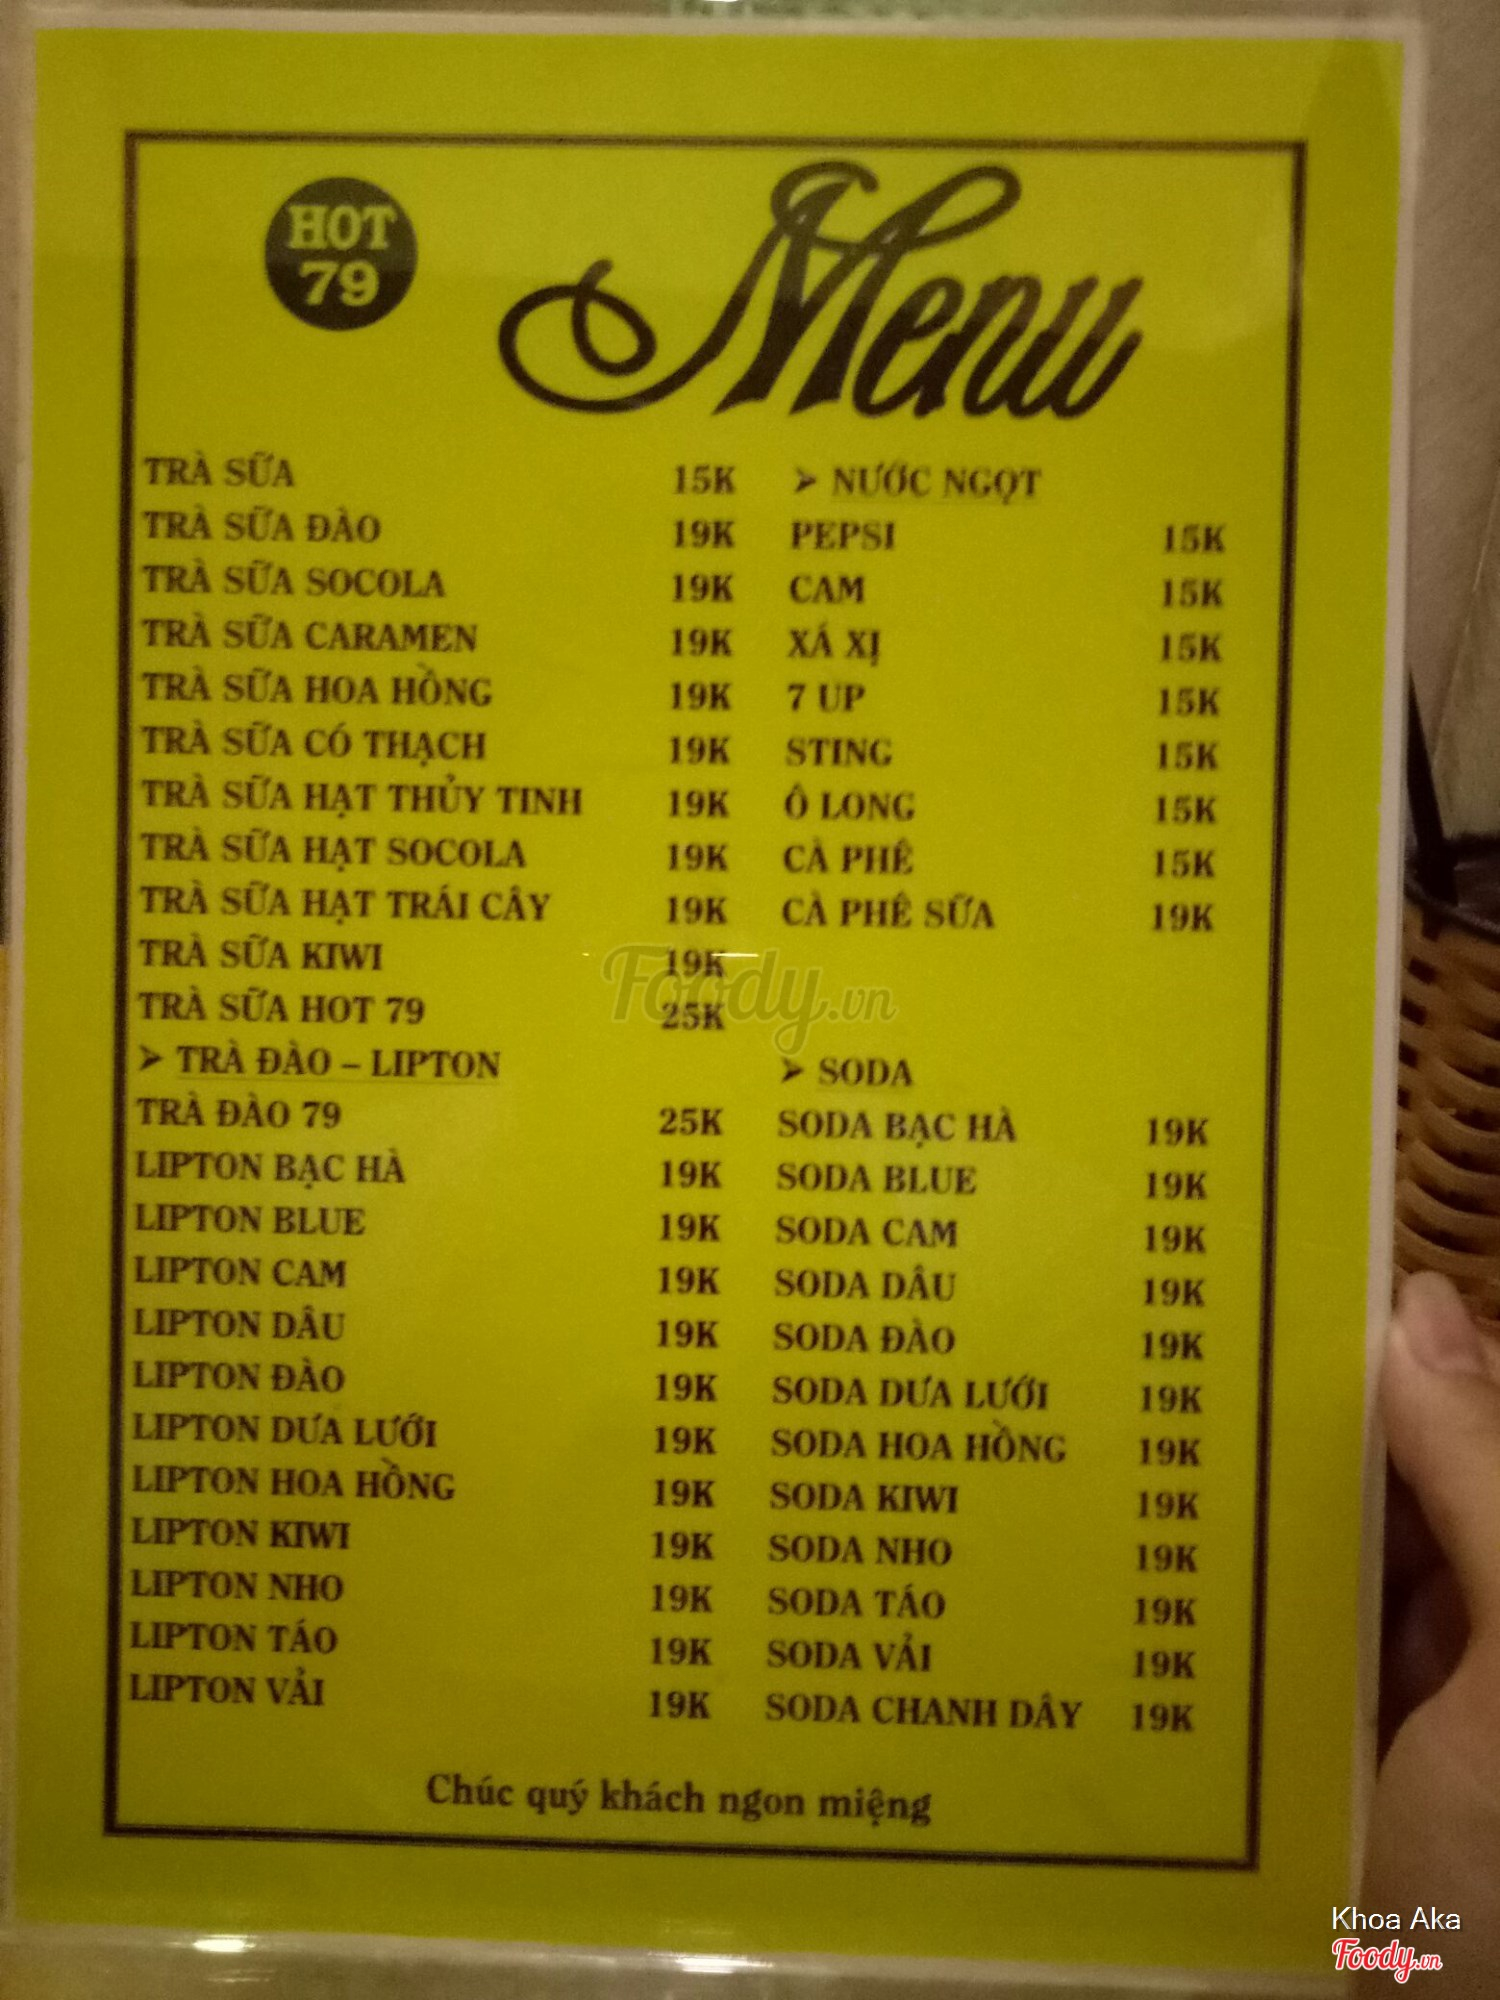 HOT
79
Menu
TRÀ SỮA 15K
TRÀ SỮA ĐÀO 19K
TRÀ SỮA SOCOLA 19K
TRÀ SỮA CARAMEN 19K
TRÀ SỮA HOA HỒNG 19K
TRÀ SỮA CÓ THẠCH 19K
TRÀ SỮA HẠT THỦY TINH 19K
TRÀ SỮA HẠT SOCOLA 19K
TRÀ SỮA HẠT TRÁI CÂY 19K
TRÀ SỮA KIWI 19K
TRÀ SỮA HOT 79 25K
➢ TRÀ ĐÀO – LIPTON
TRÀ ĐÀO 79 25K
LIPTON BẠC HÀ 19K
LIPTON BLUE 19K
LIPTON CAM 19K
LIPTON DÂU 19K
LIPTON ĐÀO 19K
LIPTON DƯA LƯỚI 19K
LIPTON HOA HỒNG 19K
LIPTON KIWI 19K
LIPTON NHO 19K
LIPTON TÁO 19K
LIPTON VẢI 19K
➢ NƯỚC NGỌT
PEPSI 15K
CAM 15K
XÁ XỊ 15K
7 UP 15K
STING 15K
Ô LONG 15K
CÀ PHÊ 15K
CÀ PHÊ SỮA 19K
➢ SODA
SODA BẠC HÀ 19K
SODA BLUE 19K
SODA CAM 19K
SODA DÂU 19K
SODA ĐÀO 19K
SODA DƯA LƯỚI 19K
SODA HOA HỒNG 19K
SODA KIWI 19K
SODA NHO 19K
SODA TÁO 19K
SODA VẢI 19K
SODA CHANH DÂY 19K
Chúc quý khách ngon miệng
Foody.vn
Khoa Aka
Foody.vn